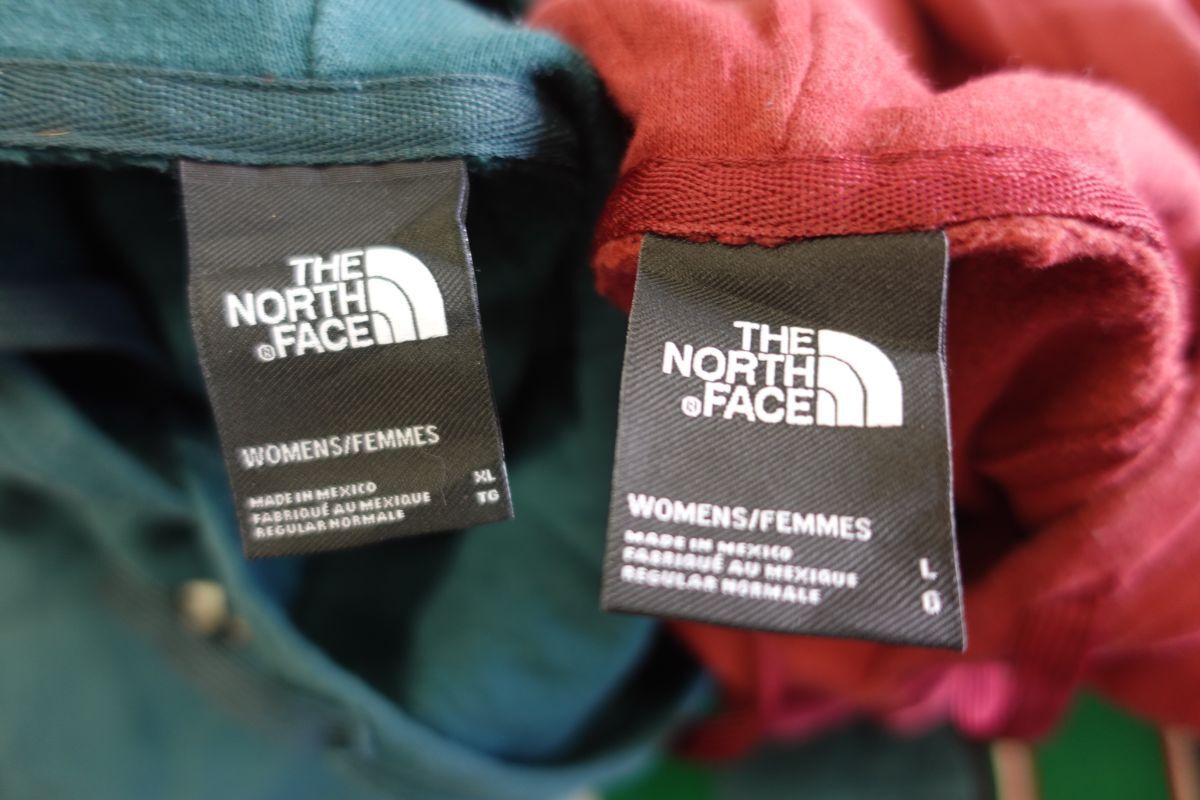 THE
NORTH
FACE
WOMENS/FEMMES
MADE IN MEXICO
FABRIQUÉ AU MEXIQUE
REGULAR NORMALE
XL
TG
THE
NORTH
FACE
WOMENS/FEMMES
MADE IN MEXICO
FABRIQUÉ AU MEXIQUE
REGULAR NORMALE
L
G